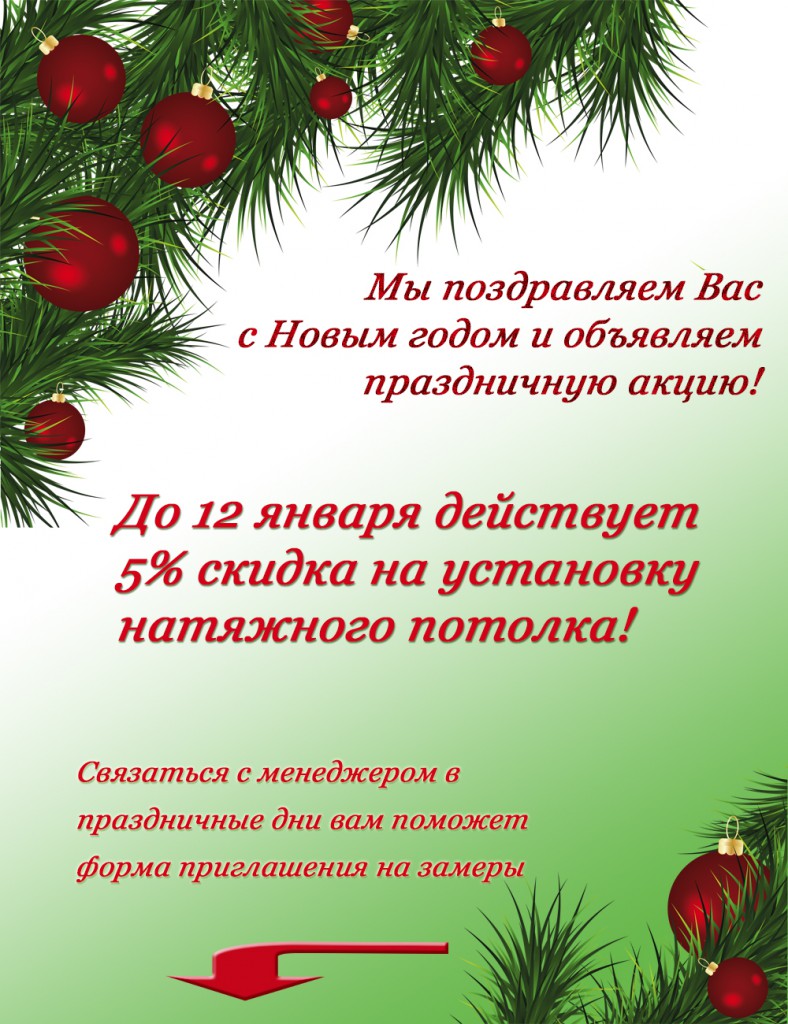 Мы поздравляем Вас
с Новым годом и объявляем
праздничную акцию!
До 12 января действует
5% скидка на установку
натяжного потолка!
Связаться с менеджером в
праздничные дни вам поможет
форма приглашения на замеры